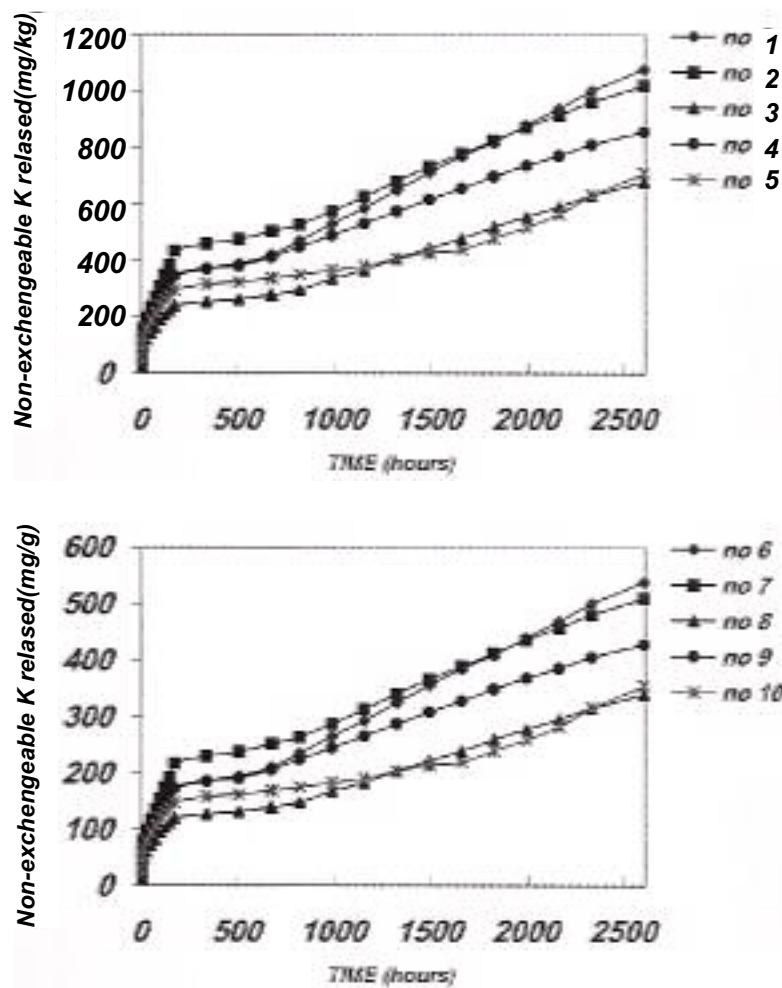 Non-exchengeable K relased(mg/kg)
1200
1000
800
600
400
200
0
0 500 1000 1500 2000 2500
TIME (hours)
no 1
no 2
no 3
no 4
no 5
Non-exchengeable K relased(mg/g)
600
500
400
300
200
100
0
0 500 1000 1500 2000 2500
TIME (hours)
no 6
no 7
no 8
no 9
no 10